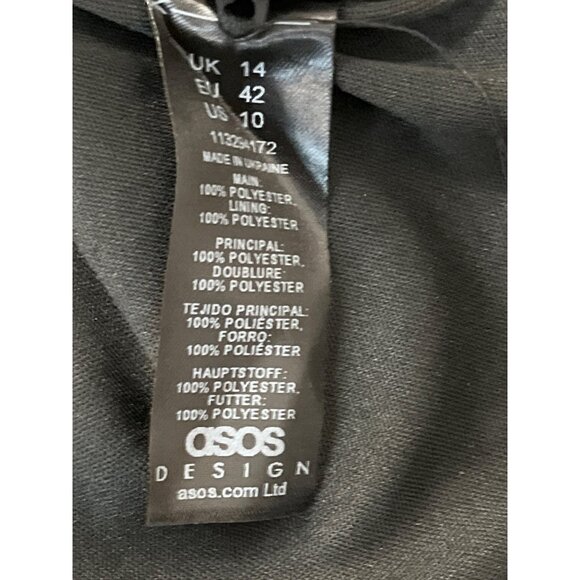 UK 14
EU 42
US 10
113294172
MADE IN UKRAINE
MAIN:
100% POLYESTER,
LINING:
100% POLYESTER
PRINCIPAL:
100% POLYESTER,
DOUBLURE:
100% POLYESTER
TEJIDO PRINCIPAL:
100% POLIÉSTER,
FORRO:
100% POLIÉSTER
HAUPTSTOFF:
100% POLYESTER,
FUTTER:
100% POLYESTER
asos
DESIGN
asos.com Ltd